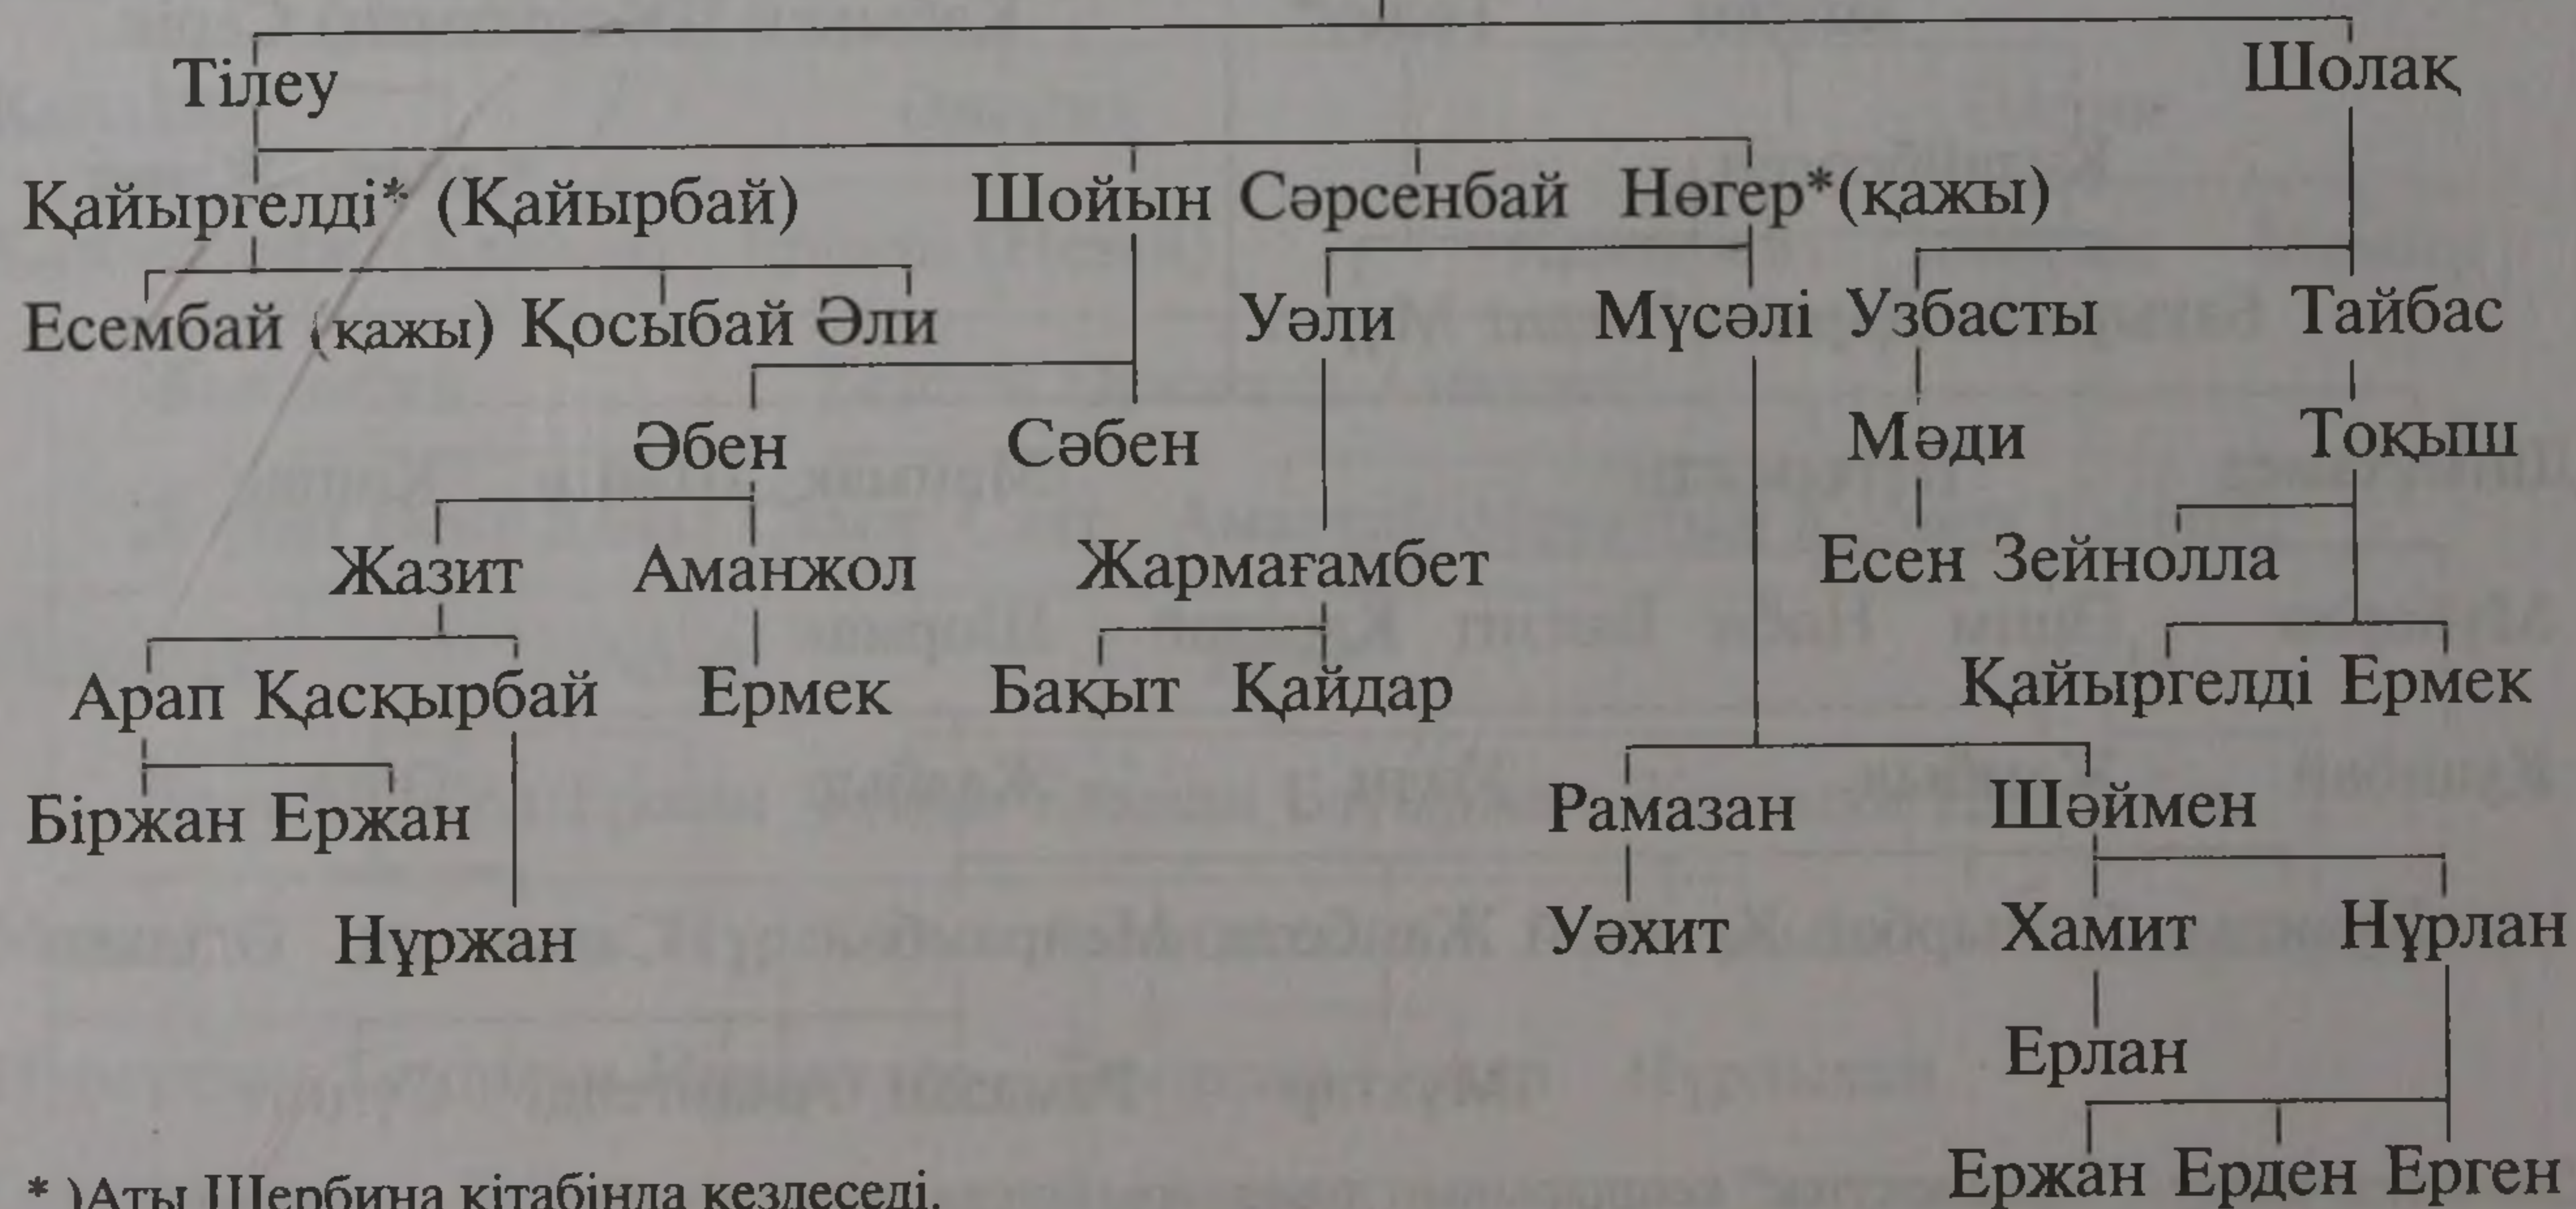 Тілеу Шолақ
Қайыргелді* (Қайырбай) Шойын Сәрсенбай Нөгер*(қажы)
Есембай (қажы) Қосыбай Әли Уәли Мүсәлі Узбасты Тайбас
Әбен Сәбен Мәди Тоқыш
Жазит Аманжол Жармағамбет Есен Зейнолла
Арап Қасқырбай Ермек Бақыт Қайдар Қайыргелді Ермек
Біржан Ержан Рамазан Шәймен
Нұржан Уәхит Хамит Нұрлан
Ерлан
Ержан Ерден Ерген
* )Аты Щербина кітабінда кездеседі.